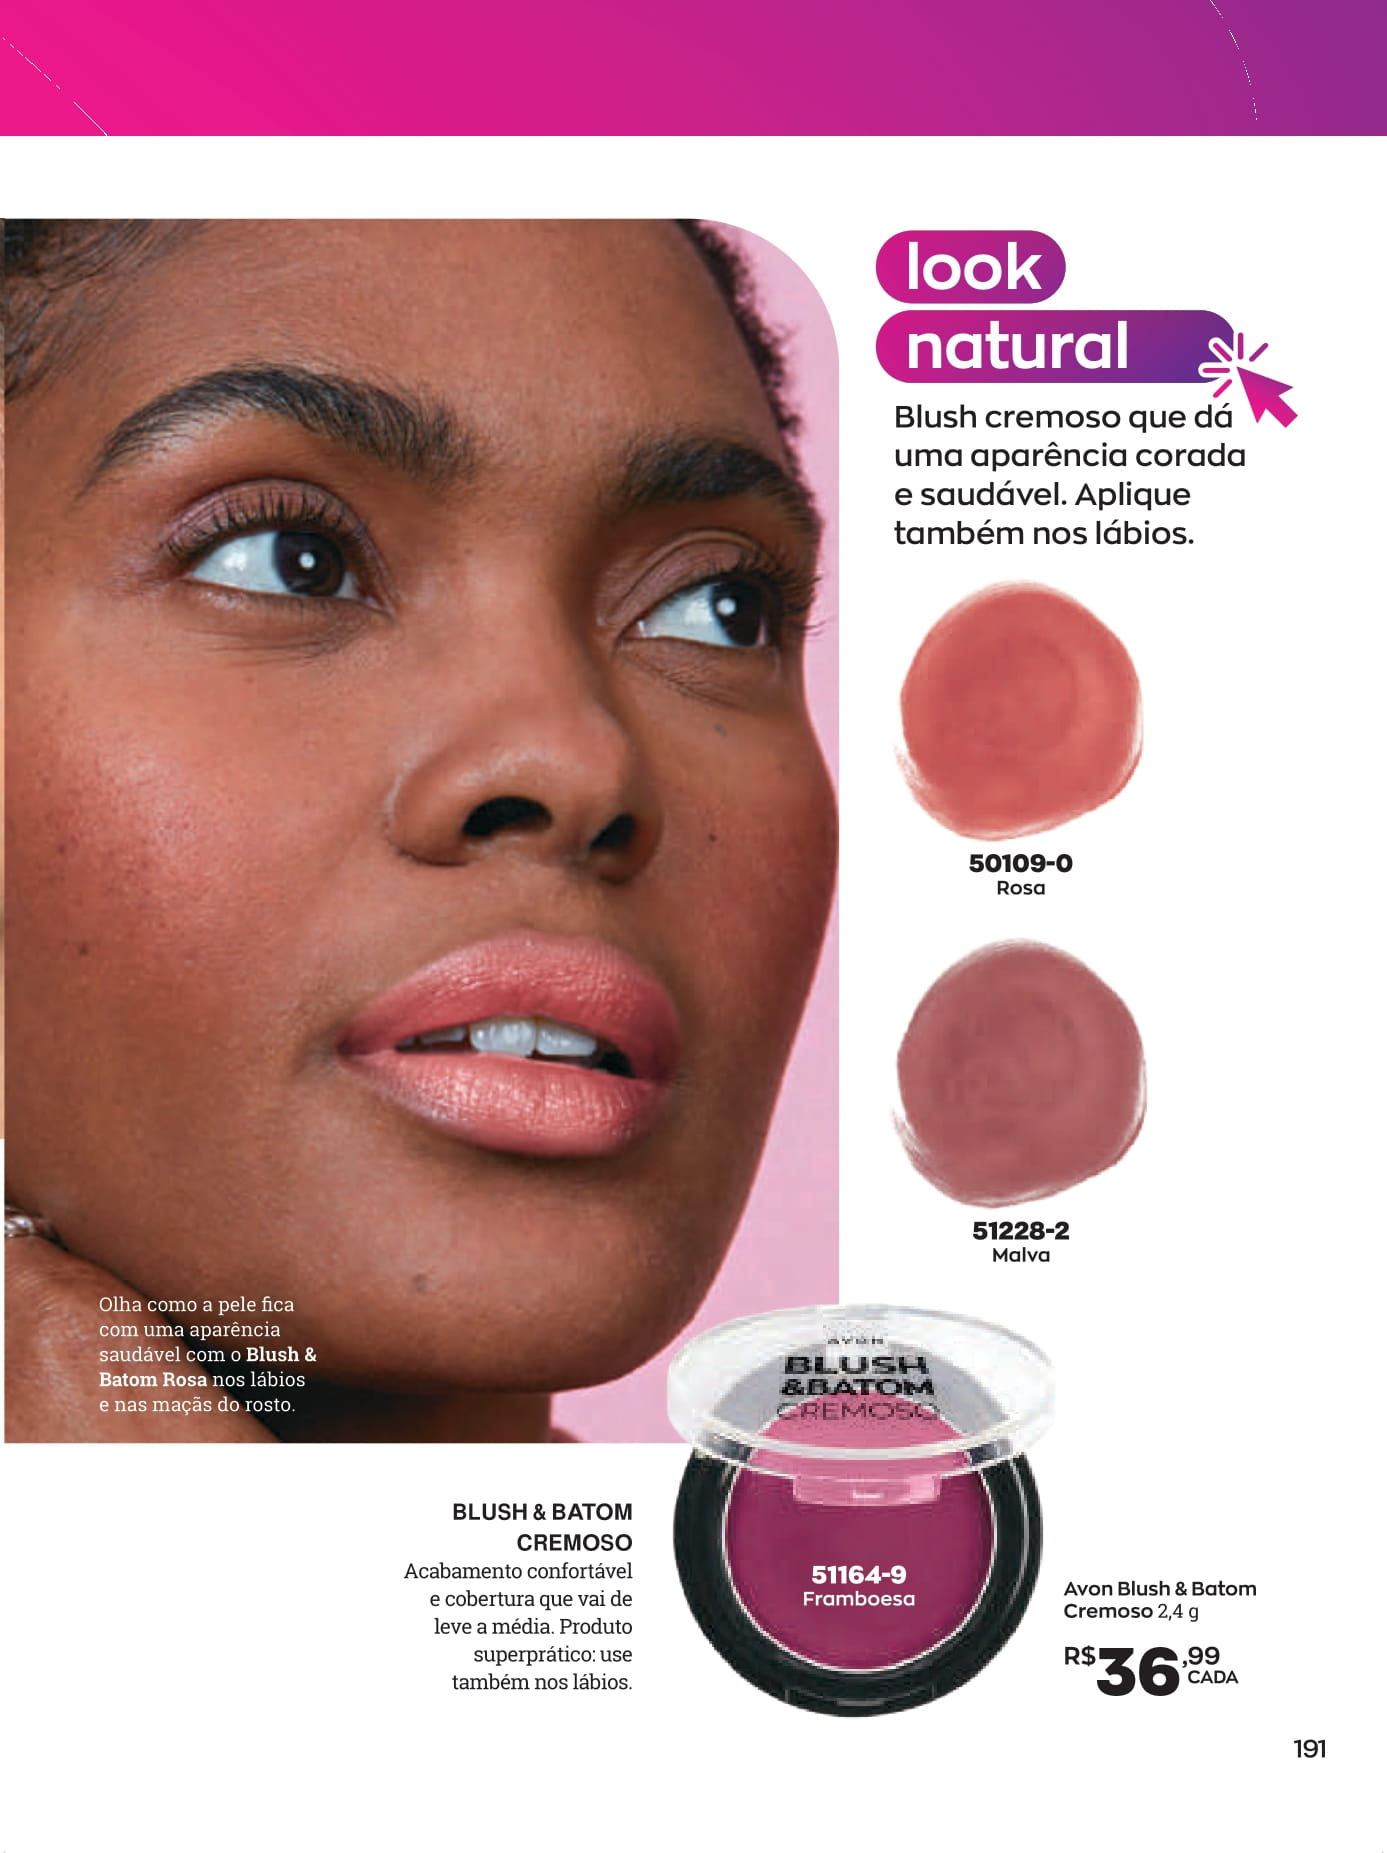 look
natural
Blush cremoso que dá
uma aparência corada
e saudável. Aplique
também nos lábios.
50109-0
Rosa
51228-2
Malva
Olha como a pele fica
com uma aparência
saudável com o Blush &
Batom Rosa nos lábios
e nas maçãs do rosto.
AVON
BLUSH
&BATOM
CREMOSO
51164-9
Framboesa
BLUSH & BATOM
CREMOSO
Acabamento confortável
e cobertura que vai de
leve a média. Produto
superprático: use
também nos lábios.
Avon Blush & Batom
Cremoso 2,4 g
R$36,99
CADA
191